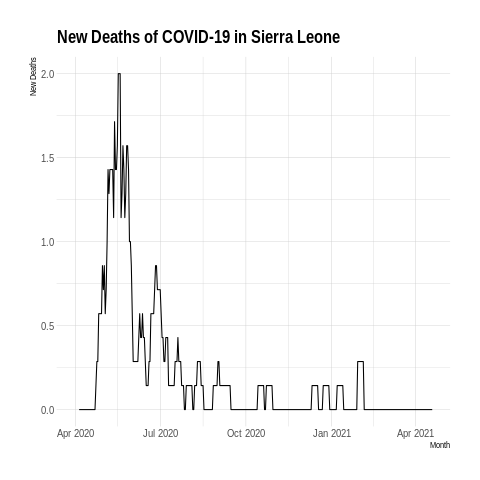 New Deaths of COVID-19 in Sierra Leone
New Deaths
2.0
1.5
1.0
0.5
0.0
Apr 2020 Jul 2020 Oct 2020 Jan 2021 Apr 2021
Month